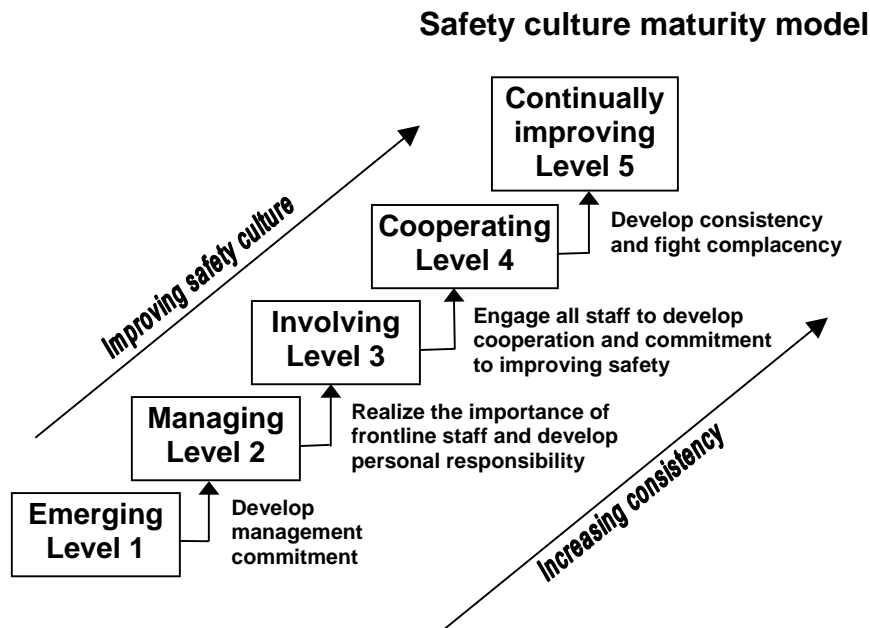 Safety culture maturity model
Continually
improving
Level 5
Develop consistency
and fight complacency
Cooperating
Level 4
Engage all staff to develop
cooperation and commitment
to improving safety
Involving
Level 3
Realize the importance of
frontline staff and develop
personal responsibility
Managing
Level 2
Develop
management
commitment
Emerging
Level 1
Improving safety culture
Increasing consistency